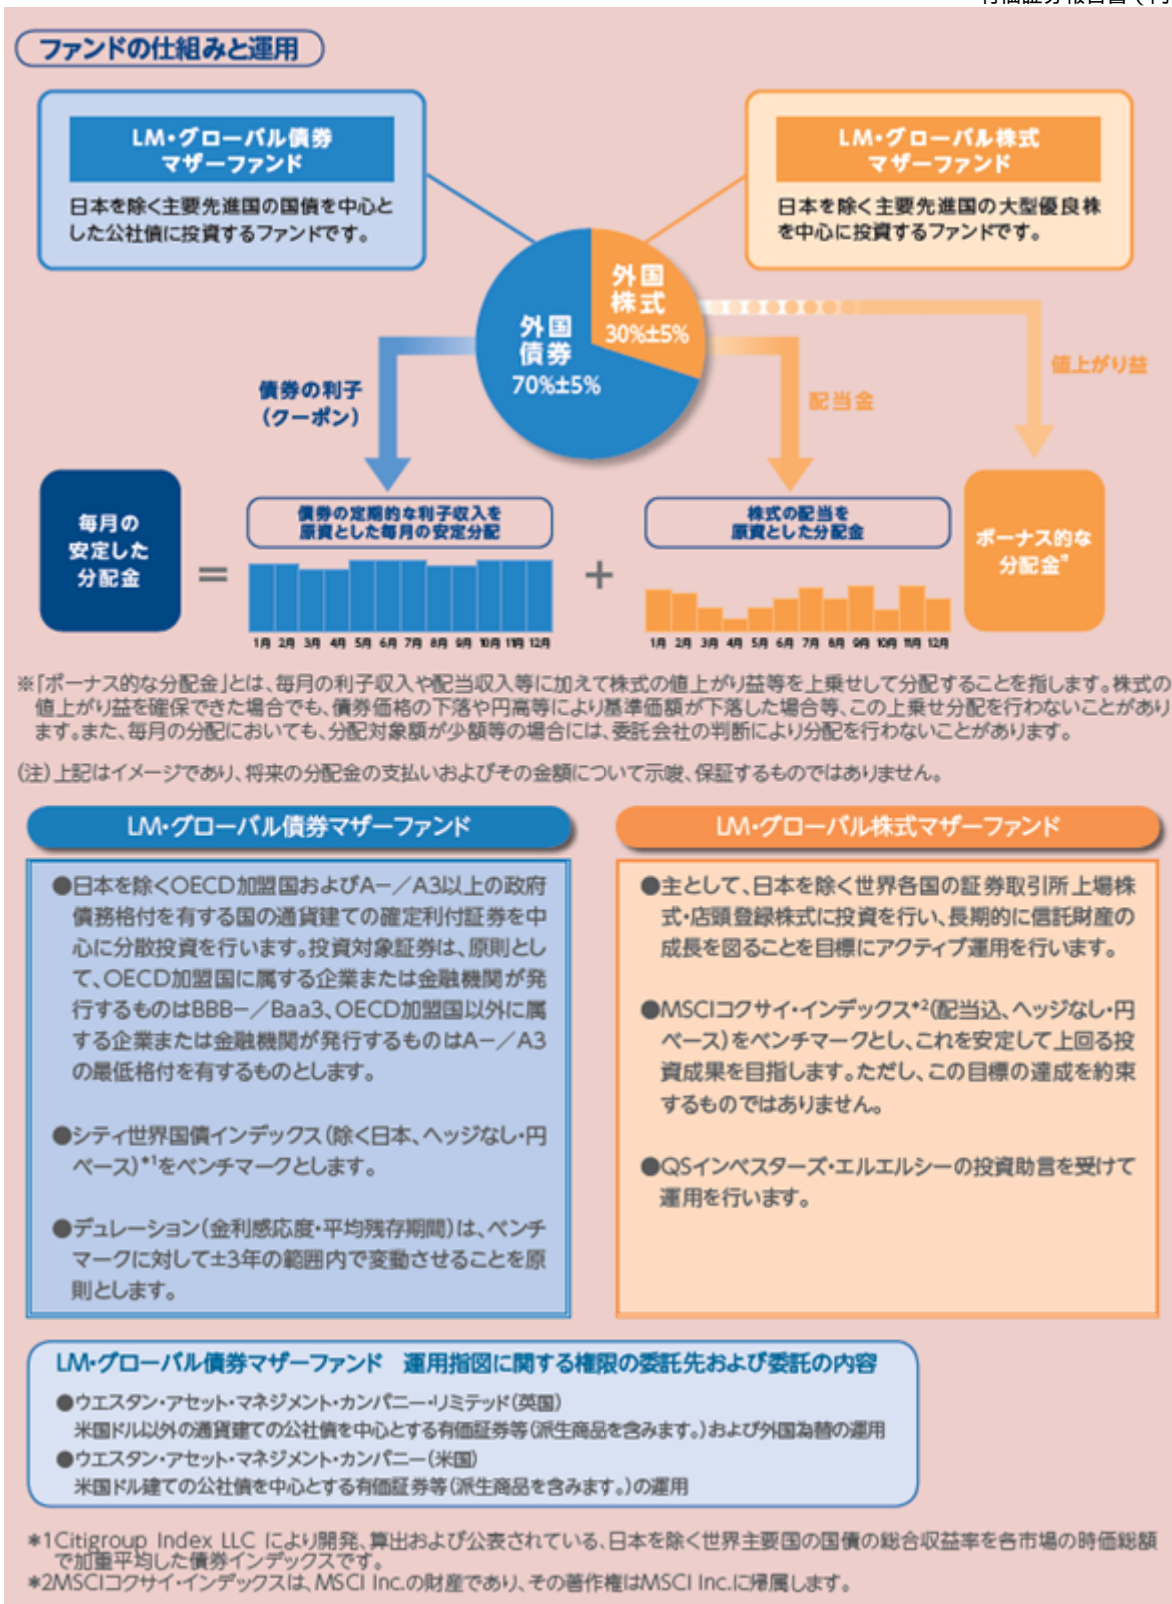 ファンドの仕組みと運用
LM・グローバル債券
マザーファンド
日本を除く主要先進国の国債を中心と
した公社債に投資するファンドです。
LM・グローバル株式
マザーファンド
日本を除く主要先進国の大型優良株
を中心に投資するファンドです。
外国
株式
30%±5%
外国
債券
70%±5%
債券の利子
(クーポン)
配当金
値上がり益
毎月の
安定した
分配金
=
債券の定期的な利子収入を
原資とした毎月の安定分配
1月 2月 3月 4月 5月 6月 7月 8月 9月 10月 11月 12月
+
株式の配当を
原資とした分配金
1月 2月 3月 4月 5月 6月 7月 8月 9月 10月 11月 12月
ボーナス的な
分配金※
※「ボーナス的な分配金」とは、毎月の利子収入や配当収入等に加えて株式の値上がり益等を上乗せして分配することを指します。株式の
値上がり益を確保できた場合でも、債券価格の下落や円高等により基準価額が下落した場合等、この上乗せ分配を行わないことがあり
ます。また、毎月の分配においても、分配対象額が少額等の場合には、委託会社の判断により分配を行わないことがあります。
(注)上記はイメージであり、将来の分配金の支払いおよびその金額について示唆、保証するものではありません。
LM・グローバル債券マザーファンド
●日本を除くOECD加盟国およびA−/A3以上の政府
債務格付を有する国の通貨建ての確定利付証券を中
心に分散投資を行います。投資対象証券は、原則とし
て、OECD加盟国に属する企業または金融機関が発
行するものはBBB−/Baa3、OECD加盟国以外に属
する企業または金融機関が発行するものはA−/A3
の最低格付を有するものとします。
●シティ世界国債インデックス(除く日本、ヘッジなし・円
ベース)*1をベンチマークとします。
●デュレーション(金利感応度・平均残存期間)は、ベンチ
マークに対して±3年の範囲内で変動させることを原
則とします。
LM・グローバル株式マザーファンド
●主として、日本を除く世界各国の証券取引所上場株
式・店頭登録株式に投資を行い、長期的に信託財産の
成長を図ることを目標にアクティブ運用を行います。
●MSCIコクサイ・インデックス*2(配当込、ヘッジなし・円
ベース)をベンチマークとし、これを安定して上回る投
資成果を目指します。ただし、この目標の達成を約束
するものではありません。
●QSインベスターズ・エルエルシーの投資助言を受けて
運用を行います。
LM・グローバル債券マザーファンド 運用指図に関する権限の委託先および委託の内容
●ウエスタン・アセット・マネジメント・カンパニー・リミテッド(英国)
米国ドル以外の通貨建ての公社債を中心とする有価証券等(派生商品を含みます。)および外国為替の運用
●ウエスタン・アセット・マネジメント・カンパニー(米国)
米国ドル建ての公社債を中心とする有価証券等(派生商品を含みます。)の運用
*1Citigroup Index LLC により開発、算出および公表されている、日本を除く世界主要国の国債の総合収益率を各市場の時価総額
で加重平均した債券インデックスです。
*2MSCIコクサイ・インデックスは、MSCI Inc.の財産であり、その著作権はMSCI Inc.に帰属します。